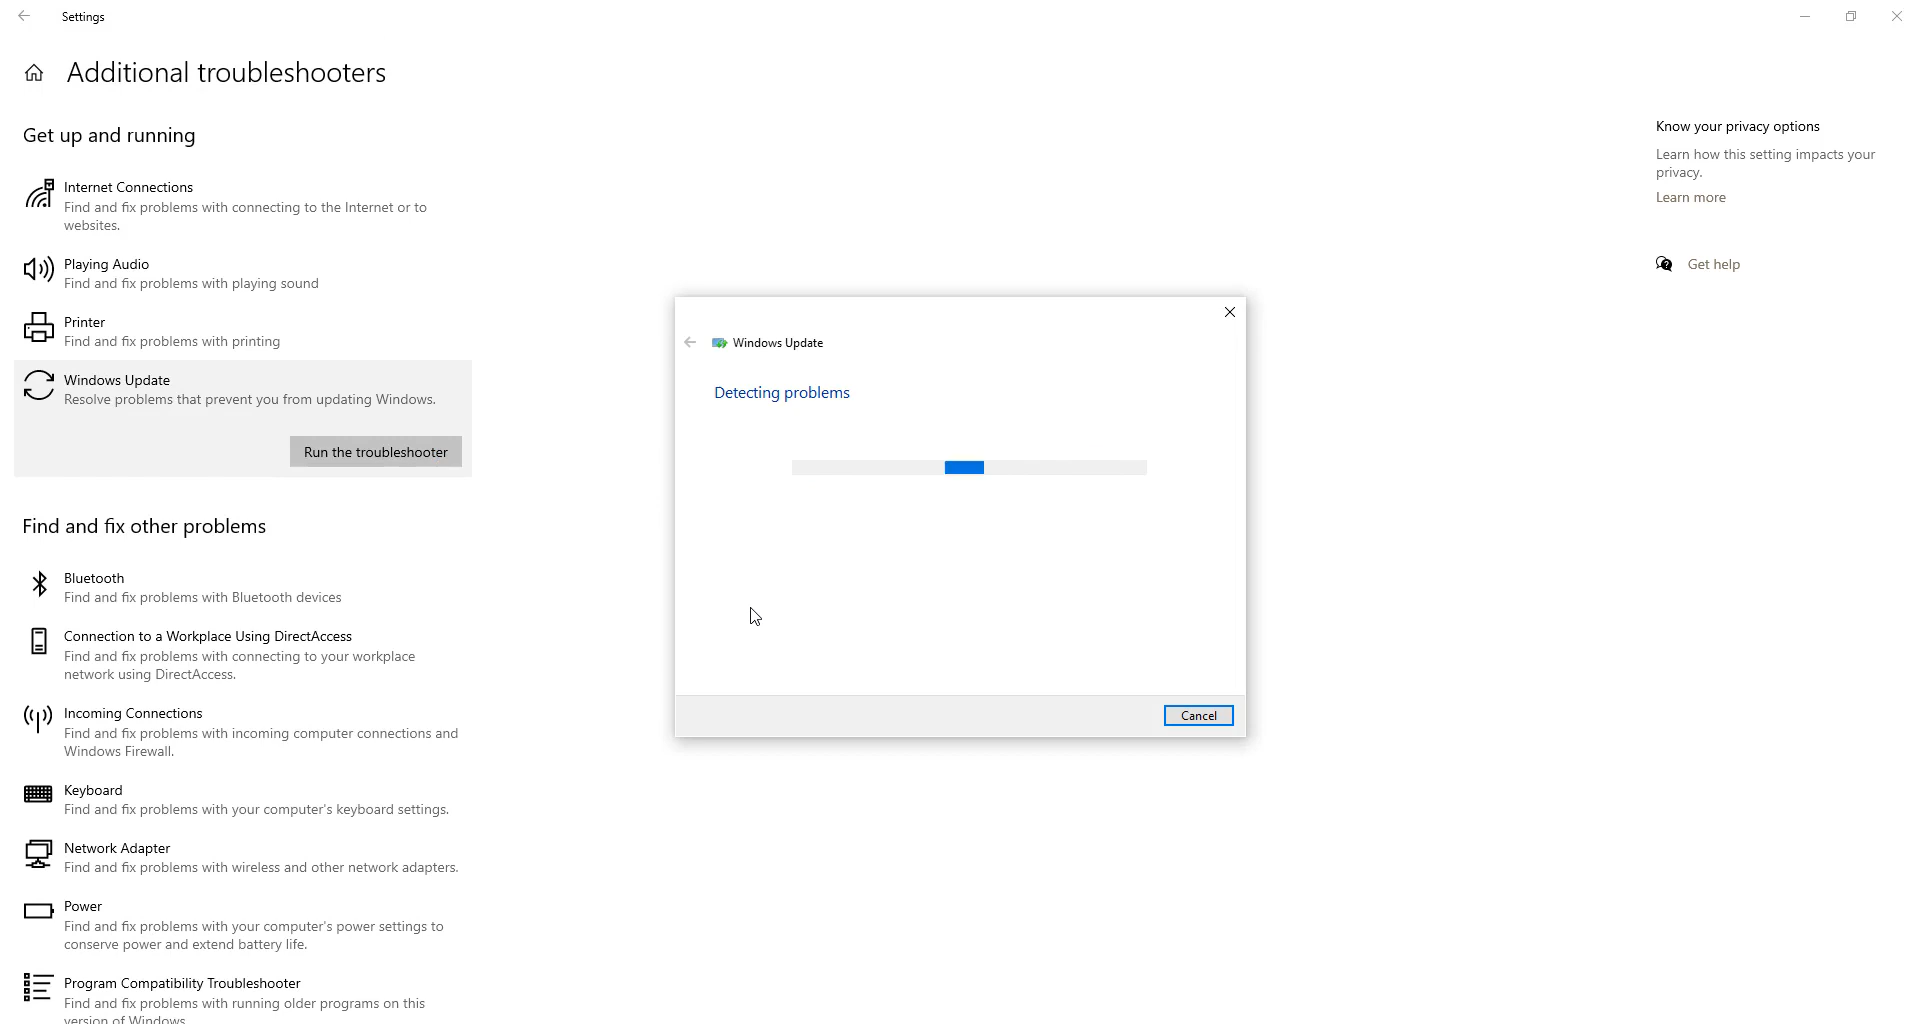 Settings
Additional troubleshooters
Get up and running
Internet Connections
Find and fix problems with connecting to the Internet or to
websites.
Playing Audio
Find and fix problems with playing sound
Printer
Find and fix problems with printing
Windows Update
Resolve problems that prevent you from updating Windows.
Run the troubleshooter
Find and fix other problems
Bluetooth
Find and fix problems with Bluetooth devices
Connection to a Workplace Using DirectAccess
Find and fix problems with connecting to your workplace
network using DirectAccess.
Incoming Connections
Find and fix problems with incoming computer connections and
Windows Firewall.
Keyboard
Find and fix problems with your computer's keyboard settings.
Network Adapter
Find and fix problems with wireless and other network adapters.
Power
Find and fix problems with your computer's power settings to
conserve power and extend battery life.
Program Compatibility Troubleshooter
Find and fix problems with running older programs on this
version of Windows.
Windows Update
Detecting problems
Cancel
Know your privacy options
Learn how this setting impacts your
privacy.
Learn more
Get help